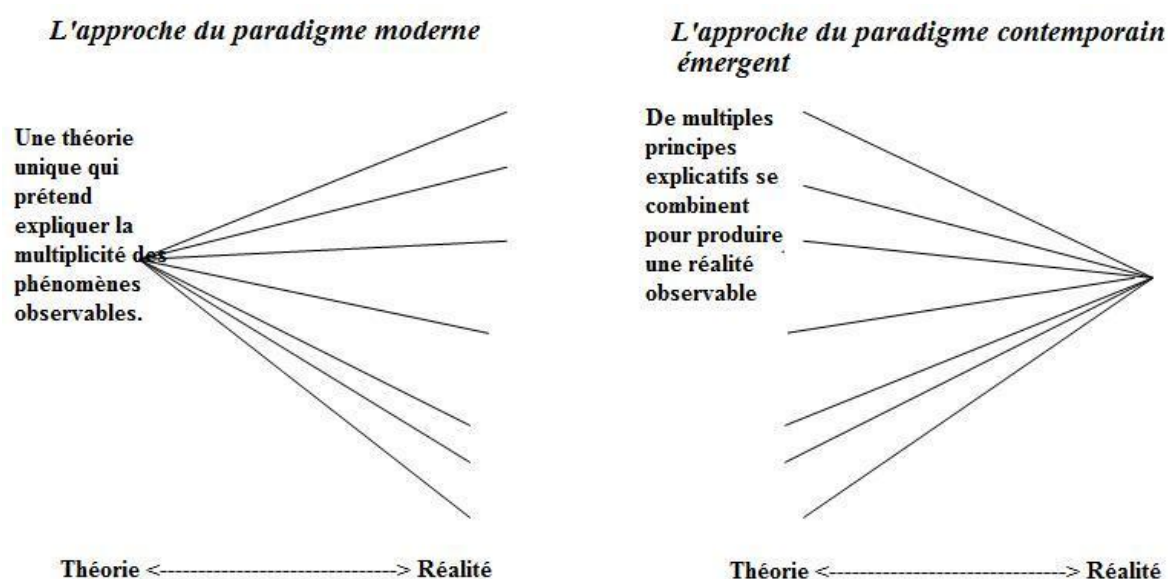 L'approche du paradigme moderne
Une théorie
unique qui
prétend
expliquer la
multiplicité des
phénomènes
observables.
Théorie <-----------------------> Réalité
L'approche du paradigme contemporain
émergent
De multiples
principes
explicatifs se
combinent
pour produire
une réalité
observable
Théorie <-----------------------> Réalité